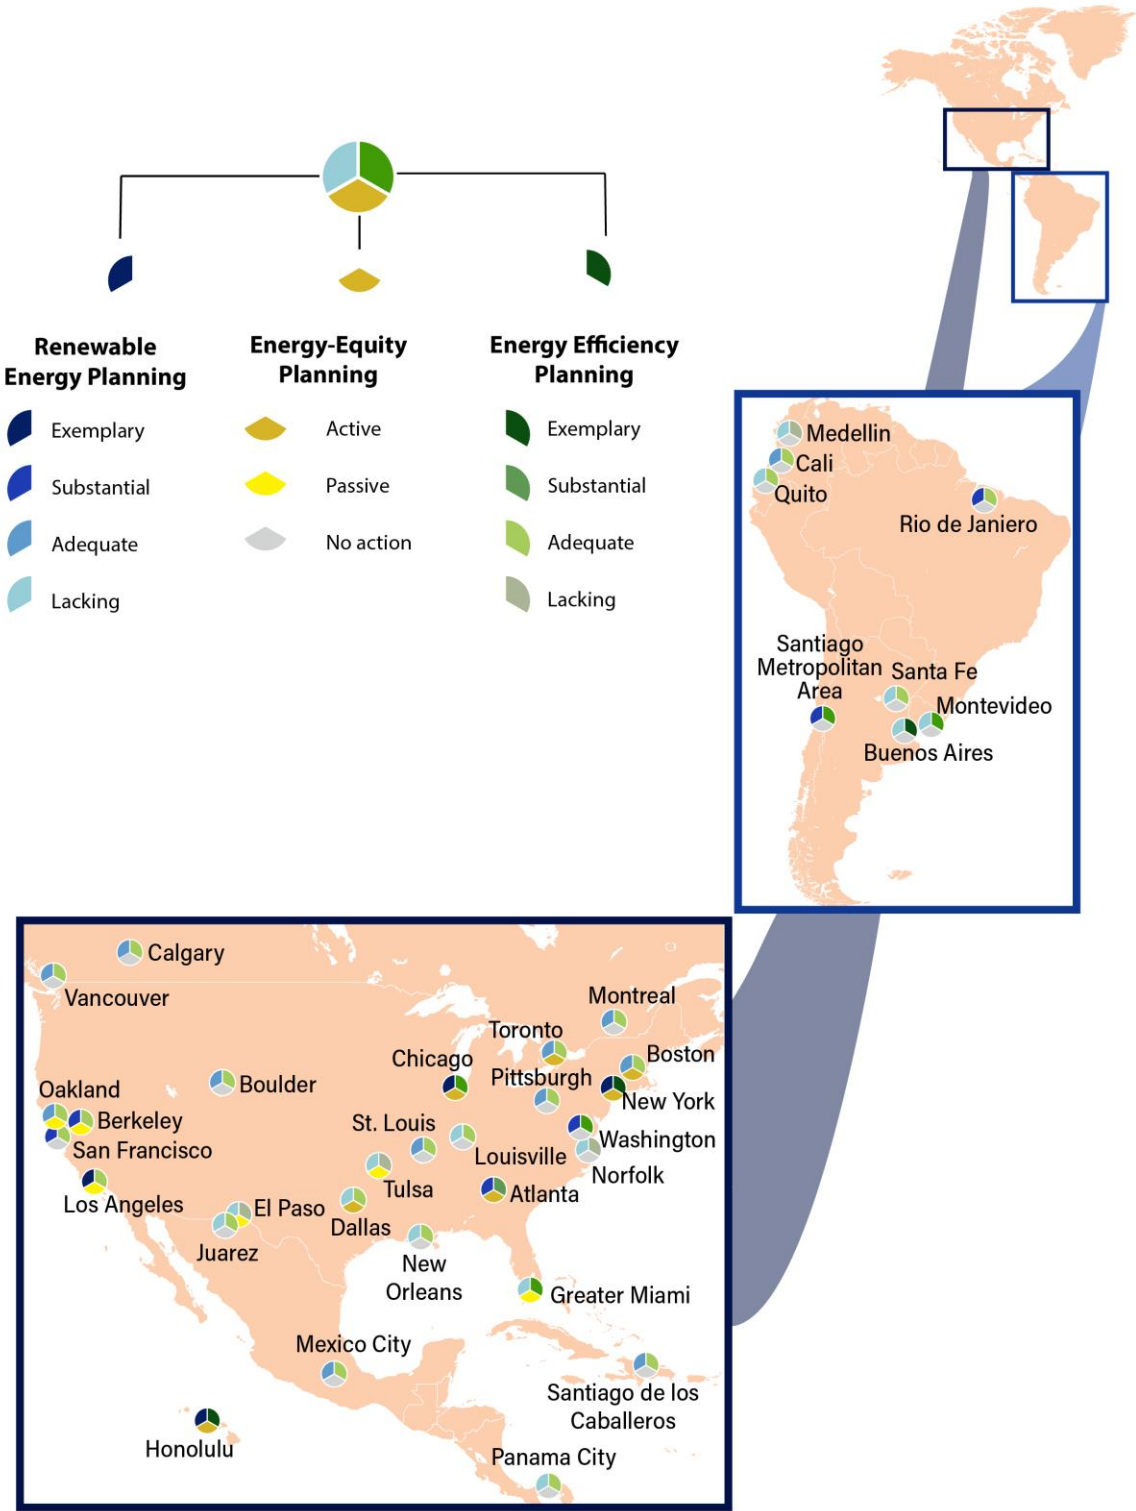 Renewable
Energy Planning
Exemplary
Substantial
Adequate
Lacking
Energy-Equity
Planning
Active
Passive
No action
Energy Efficiency
Planning
Exemplary
Substantial
Adequate
Lacking
Medellin
Cali
Quito
Rio de Janiero
Santiago
Metropolitan
Area
Santa Fe
Montevideo
Buenos Aires
Calgary
Vancouver
Montreal
Toronto
Boston
Chicago
Pittsburgh
Boulder
Oakland
New York
Berkeley
St. Louis
Washington
San Francisco
Louisville
Norfolk
Tulsa
Atlanta
Los Angeles
El Paso
Dallas
Juarez
New
Orleans
Greater Miami
Mexico City
Santiago de los
Caballeros
Honolulu
Panama City